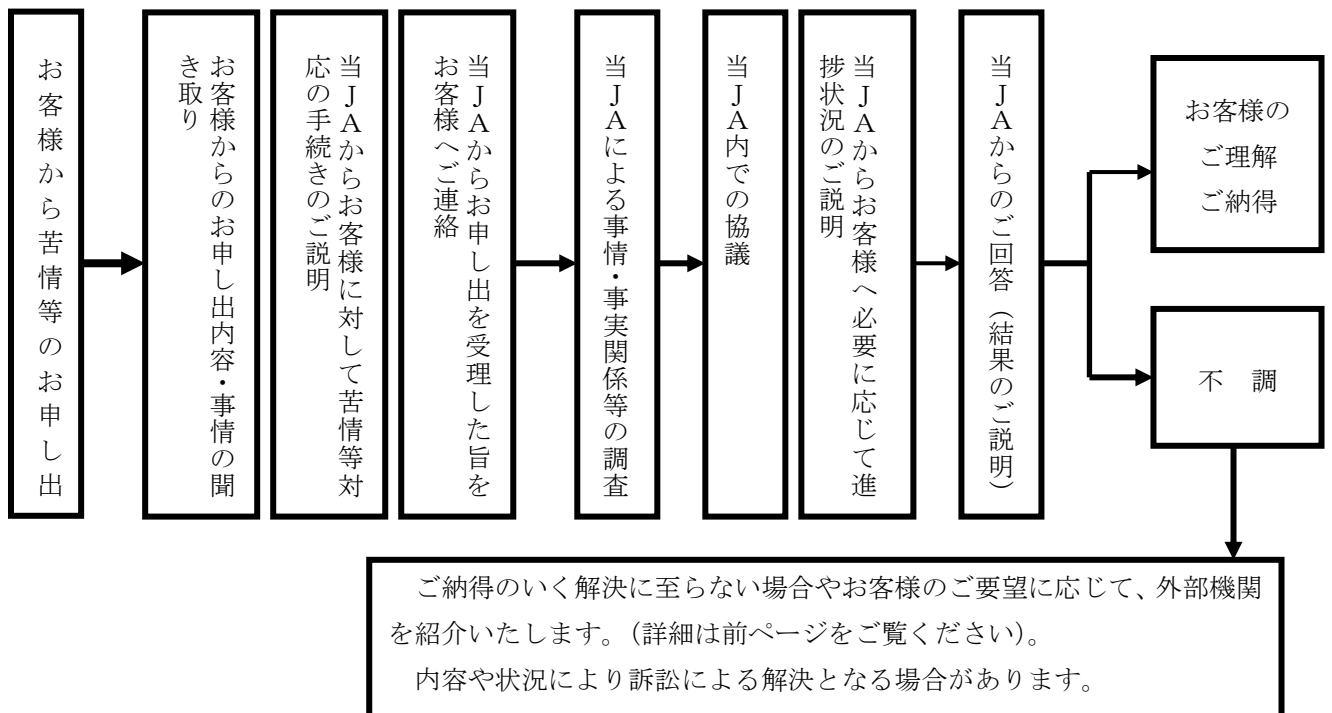 お客様から苦情等のお申し出
お客様からのお申し出内容・事情の聞
き取り
当JAからお客様に対して苦情等対
応の手続きのご説明
当JAからお申し出を受理した旨を
お客様へご連絡
当JAによる事情・事実関係等の調査
当JA内での協議
当JAからお客様へ必要に応じて進
捗状況のご説明
当JAからのご回答（結果のご説明）
お客様の
ご理解
ご納得
不 調
ご納得のいく解決に至らない場合やお客様のご要望に応じて、外部機関
を紹介いたします。（詳細は前ページをご覧ください）。
内容や状況により訴訟による解決となる場合があります。